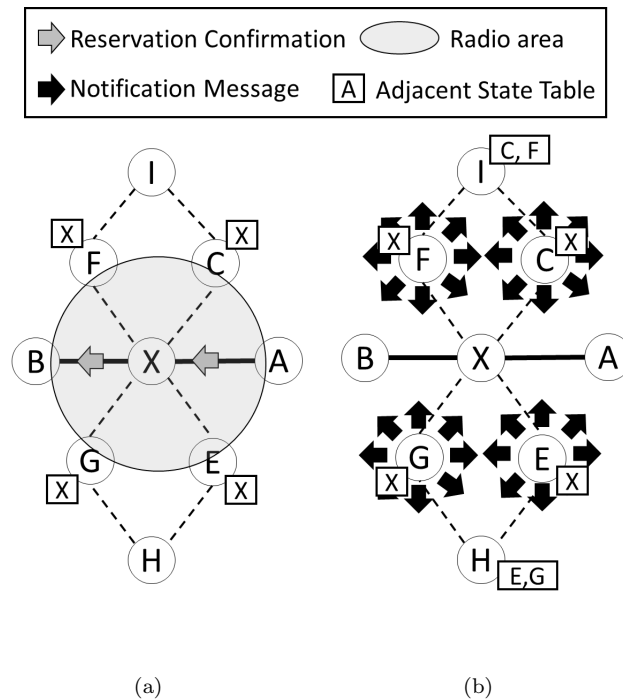 Reservation Confirmation Radio area
Notification Message A Adjacent State Table
I
X X
F C
B X A
G E
X X
H
(a)
C, F
I
X X
F C
B X A
G E
X X
H
E,G
(b)